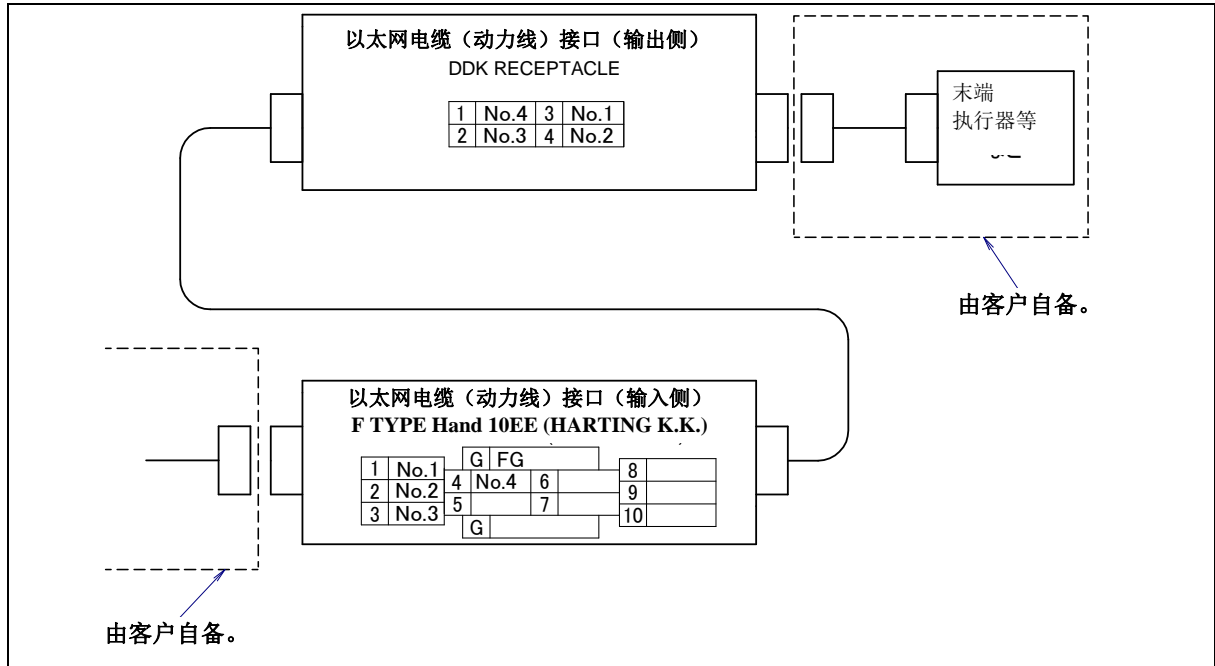 以太网电缆（动力线）接口（输出侧）
DDK RECEPTACLE
1 No.4 3 No.1
2 No.3 4 No.2
末端
执行器等
由客户自备。
以太网电缆（动力线）接口（输入侧）
F TYPE Hand 10EE (HARTING K.K.)
G FG
1 No.1 4 No.4 6 8
2 No.2 5 7 9
3 No.3 G 10
由客户自备。